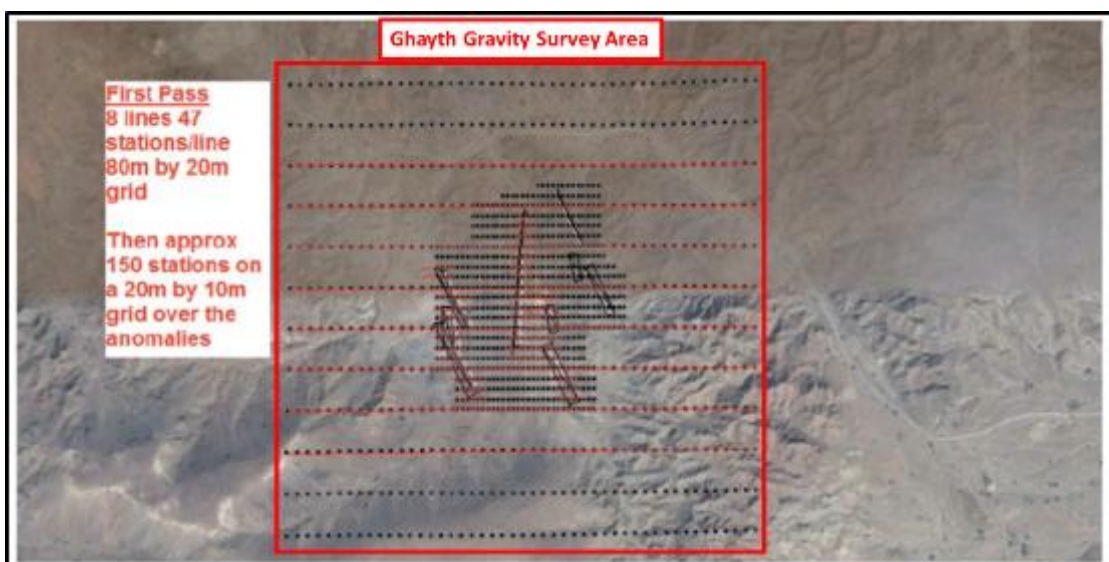 Ghayth Gravity Survey Area
First Pass
8 lines 47
stations/line
80m by 20m
grid
Then approx
150 stations on
a 20m by 10m
grid over the
anomalies